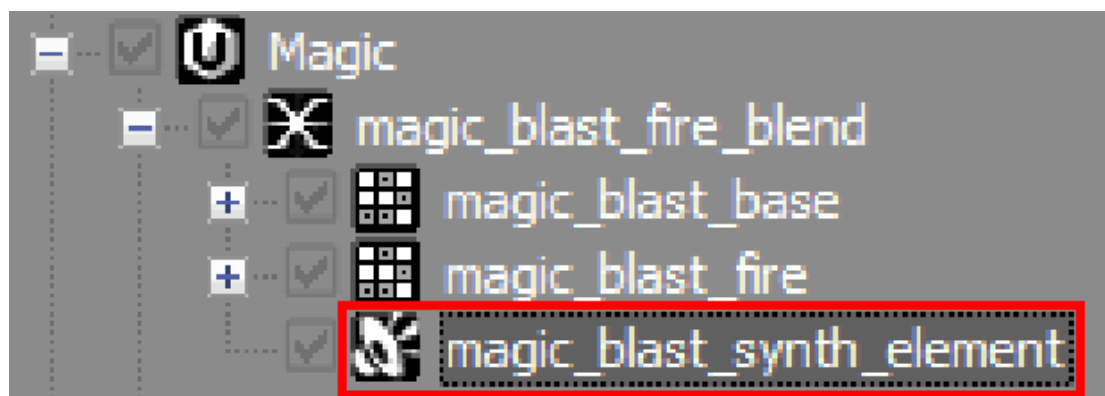 Magic
magic_blast_fire_blend
magic_blast_base
magic_blast_fire
magic_blast_synth_element